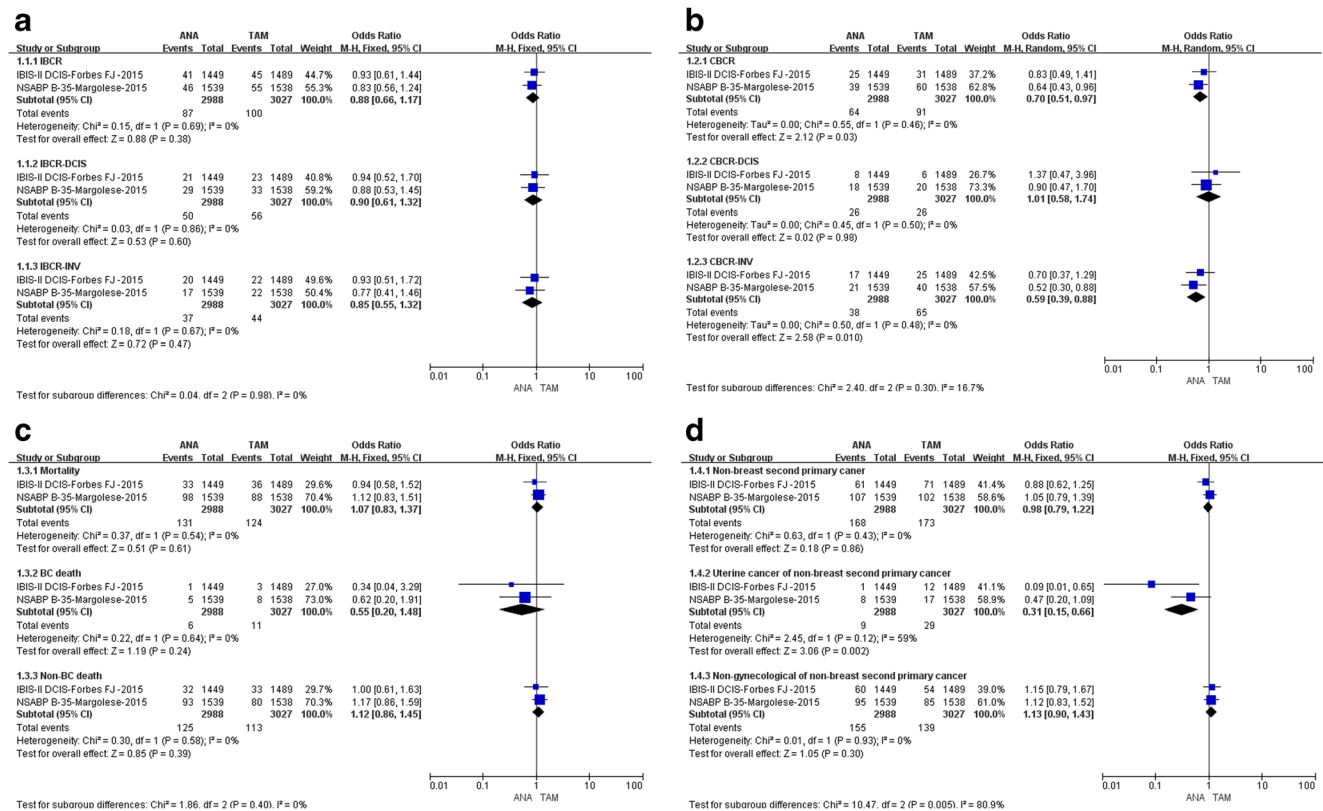 a
ANA TAM Odds Ratio Odds Ratio
Study or Subgroup Events Total Events Total Weight M-H, Fixed, 95% CI M-H, Fixed, 95% CI
1.1.1 IBCR
IBIS-II DCIS-Forbes FJ-2015 41 1449 45 1489 44.7% 0.93 [0.61, 1.44]
NSABP B-35-Margolese-2015 46 1539 55 1538 55.3% 0.83 [0.56, 1.24]
Subtotal (95% CI) 2988 3027 100.0% 0.88 [0.66, 1.17]
Total events 87 100
Heterogeneity: Chi² = 0.15, df = 1 (P = 0.69); I² = 0%
Test for overall effect: Z = 0.88 (P = 0.38)
1.1.2 IBCR-DCIS
IBIS-II DCIS-Forbes FJ-2015 21 1449 23 1489 40.8% 0.94 [0.52, 1.70]
NSABP B-35-Margolese-2015 29 1539 33 1538 59.2% 0.88 [0.53, 1.45]
Subtotal (95% CI) 2988 3027 100.0% 0.90 [0.61, 1.32]
Total events 50 56
Heterogeneity: Chi² = 0.03, df = 1 (P = 0.86); I² = 0%
Test for overall effect: Z = 0.53 (P = 0.60)
1.1.3 IBCR-INV
IBIS-II DCIS-Forbes FJ-2015 20 1449 22 1489 49.6% 0.93 [0.51, 1.72]
NSABP B-35-Margolese-2015 17 1539 22 1538 50.4% 0.77 [0.41, 1.46]
Subtotal (95% CI) 2988 3027 100.0% 0.85 [0.55, 1.32]
Total events 37 44
Heterogeneity: Chi² = 0.18, df = 1 (P = 0.67); I² = 0%
Test for overall effect: Z = 0.72 (P = 0.47)
0.01 0.1 1 10 100
ANA TAM
Test for subgroup differences: Chi² = 0.04. df = 2 (P = 0.98). I² = 0%
b
ANA TAM Odds Ratio Odds Ratio
Study or Subgroup Events Total Events Total Weight M-H, Random, 95% CI M-H, Random, 95% CI
1.2.1 CBCR
IBIS-II DCIS-Forbes FJ-2015 25 1449 31 1489 37.2% 0.83 [0.49, 1.41]
NSABP B-35-Margolese-2015 39 1539 60 1538 62.8% 0.64 [0.43, 0.96]
Subtotal (95% CI) 2988 3027 100.0% 0.70 [0.51, 0.97]
Total events 64 91
Heterogeneity: Tau² = 0.00; Chi² = 0.55, df = 1 (P = 0.46); I² = 0%
Test for overall effect: Z = 2.12 (P = 0.03)
1.2.2 CBCR-DCIS
IBIS-II DCIS-Forbes FJ-2015 8 1449 6 1489 26.7% 1.37 [0.47, 3.96]
NSABP B-35-Margolese-2015 18 1539 20 1538 73.3% 0.90 [0.47, 1.70]
Subtotal (95% CI) 2988 3027 100.0% 1.01 [0.58, 1.74]
Total events 26 26
Heterogeneity: Tau² = 0.00; Chi² = 0.45, df = 1 (P = 0.50); I² = 0%
Test for overall effect: Z = 0.02 (P = 0.98)
1.2.3 CBCR-INV
IBIS-II DCIS-Forbes FJ-2015 17 1449 25 1489 42.5% 0.70 [0.37, 1.29]
NSABP B-35-Margolese-2015 21 1539 40 1538 57.5% 0.52 [0.30, 0.88]
Subtotal (95% CI) 2988 3027 100.0% 0.59 [0.39, 0.88]
Total events 38 65
Heterogeneity: Tau² = 0.00; Chi² = 0.50, df = 1 (P = 0.48); I² = 0%
Test for overall effect: Z = 2.58 (P = 0.010)
0.01 0.1 1 10 100
ANA TAM
Test for subgroup differences: Chi² = 2.40. df = 2 (P = 0.30). I² = 16.7%
c
ANA TAM Odds Ratio Odds Ratio
Study or Subgroup Events Total Events Total Weight M-H, Fixed, 95% CI M-H, Fixed, 95% CI
1.3.1 Mortality
IBIS-II DCIS-Forbes FJ-2015 33 1449 36 1489 29.6% 0.94 [0.58, 1.52]
NSABP B-35-Margolese-2015 98 1539 88 1538 70.4% 1.12 [0.83, 1.51]
Subtotal (95% CI) 2988 3027 100.0% 1.07 [0.83, 1.37]
Total events 131 124
Heterogeneity: Chi² = 0.37, df = 1 (P = 0.54); I² = 0%
Test for overall effect: Z = 0.51 (P = 0.61)
1.3.2 BC death
IBIS-II DCIS-Forbes FJ-2015 1 1449 3 1489 27.0% 0.34 [0.04, 3.29]
NSABP B-35-Margolese-2015 5 1539 8 1538 73.0% 0.62 [0.20, 1.91]
Subtotal (95% CI) 2988 3027 100.0% 0.55 [0.20, 1.48]
Total events 6 11
Heterogeneity: Chi² = 0.22, df = 1 (P = 0.64); I² = 0%
Test for overall effect: Z = 1.19 (P = 0.24)
1.3.3 Non-BC death
IBIS-II DCIS-Forbes FJ-2015 32 1449 33 1489 29.7% 1.00 [0.61, 1.63]
NSABP B-35-Margolese-2015 93 1539 80 1538 70.3% 1.17 [0.86, 1.59]
Subtotal (95% CI) 2988 3027 100.0% 1.12 [0.86, 1.45]
Total events 125 113
Heterogeneity: Chi² = 0.30, df = 1 (P = 0.58); I² = 0%
Test for overall effect: Z = 0.85 (P = 0.39)
0.01 0.1 1 10 100
ANA TAM
Test for subgroup differences: Chi² = 1.86. df = 2 (P = 0.40). I² = 0%
d
ANA TAM Odds Ratio Odds Ratio
Study or Subgroup Events Total Events Total Weight M-H, Fixed, 95% CI M-H, Fixed, 95% CI
1.4.1 Non-breast second primary caner
IBIS-II DCIS-Forbes FJ-2015 61 1449 71 1489 41.4% 0.88 [0.62, 1.25]
NSABP B-35-Margolese-2015 107 1539 102 1538 58.6% 1.05 [0.79, 1.39]
Subtotal (95% CI) 2988 3027 100.0% 0.98 [0.79, 1.22]
Total events 168 173
Heterogeneity: Chi² = 0.63, df = 1 (P = 0.43); I² = 0%
Test for overall effect: Z = 0.18 (P = 0.86)
1.4.2 Uterine cancer of non-breast second primary cancer
IBIS-II DCIS-Forbes FJ-2015 1 1449 12 1489 41.1% 0.09 [0.01, 0.65]
NSABP B-35-Margolese-2015 8 1539 17 1538 58.9% 0.47 [0.20, 1.09]
Subtotal (95% CI) 2988 3027 100.0% 0.31 [0.15, 0.66]
Total events 9 29
Heterogeneity: Chi² = 2.45, df = 1 (P = 0.12); I² = 59%
Test for overall effect: Z = 3.06 (P = 0.002)
1.4.3 Non-gynecological of non-breast second primary cancer
IBIS-II DCIS-Forbes FJ-2015 60 1449 54 1489 39.0% 1.15 [0.79, 1.67]
NSABP B-35-Margolese-2015 95 1539 85 1538 61.0% 1.12 [0.83, 1.52]
Subtotal (95% CI) 2988 3027 100.0% 1.13 [0.90, 1.43]
Total events 155 139
Heterogeneity: Chi² = 0.01, df = 1 (P = 0.93); I² = 0%
Test for overall effect: Z = 1.05 (P = 0.30)
0.01 0.1 1 10 100
ANA TAM
Test for subgroup differences: Chi² = 10.47. df = 2 (P = 0.005). I² = 80.9%